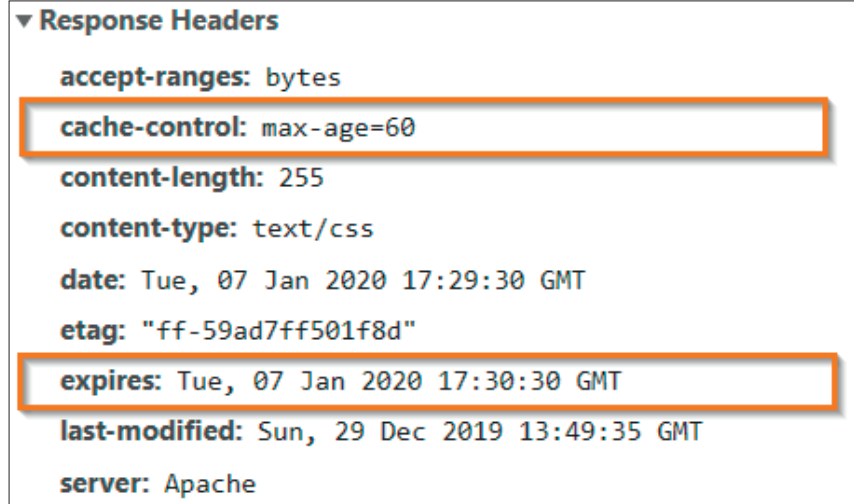 ▼ Response Headers
accept-ranges: bytes
cache-control: max-age=60
content-length: 255
content-type: text/css
date: Tue, 07 Jan 2020 17:29:30 GMT
etag: "ff-59ad7ff501f8d"
expires: Tue, 07 Jan 2020 17:30:30 GMT
last-modified: Sun, 29 Dec 2019 13:49:35 GMT
server: Apache